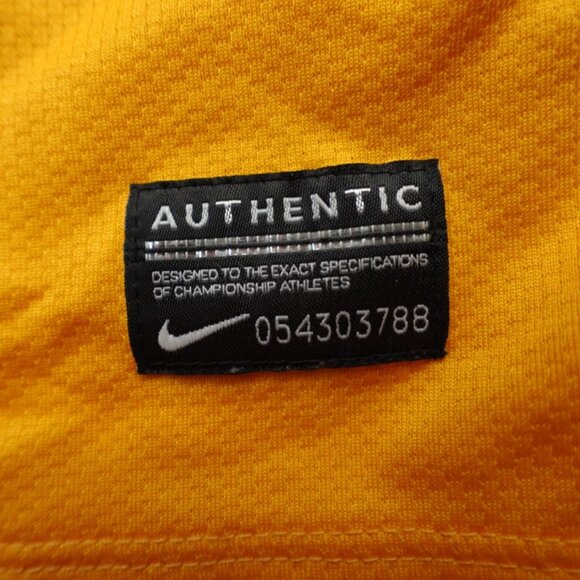 AUTHENTIC
DESIGNED TO THE EXACT SPECIFICATIONS
OF CHAMPIONSHIP ATHLETES
054303788